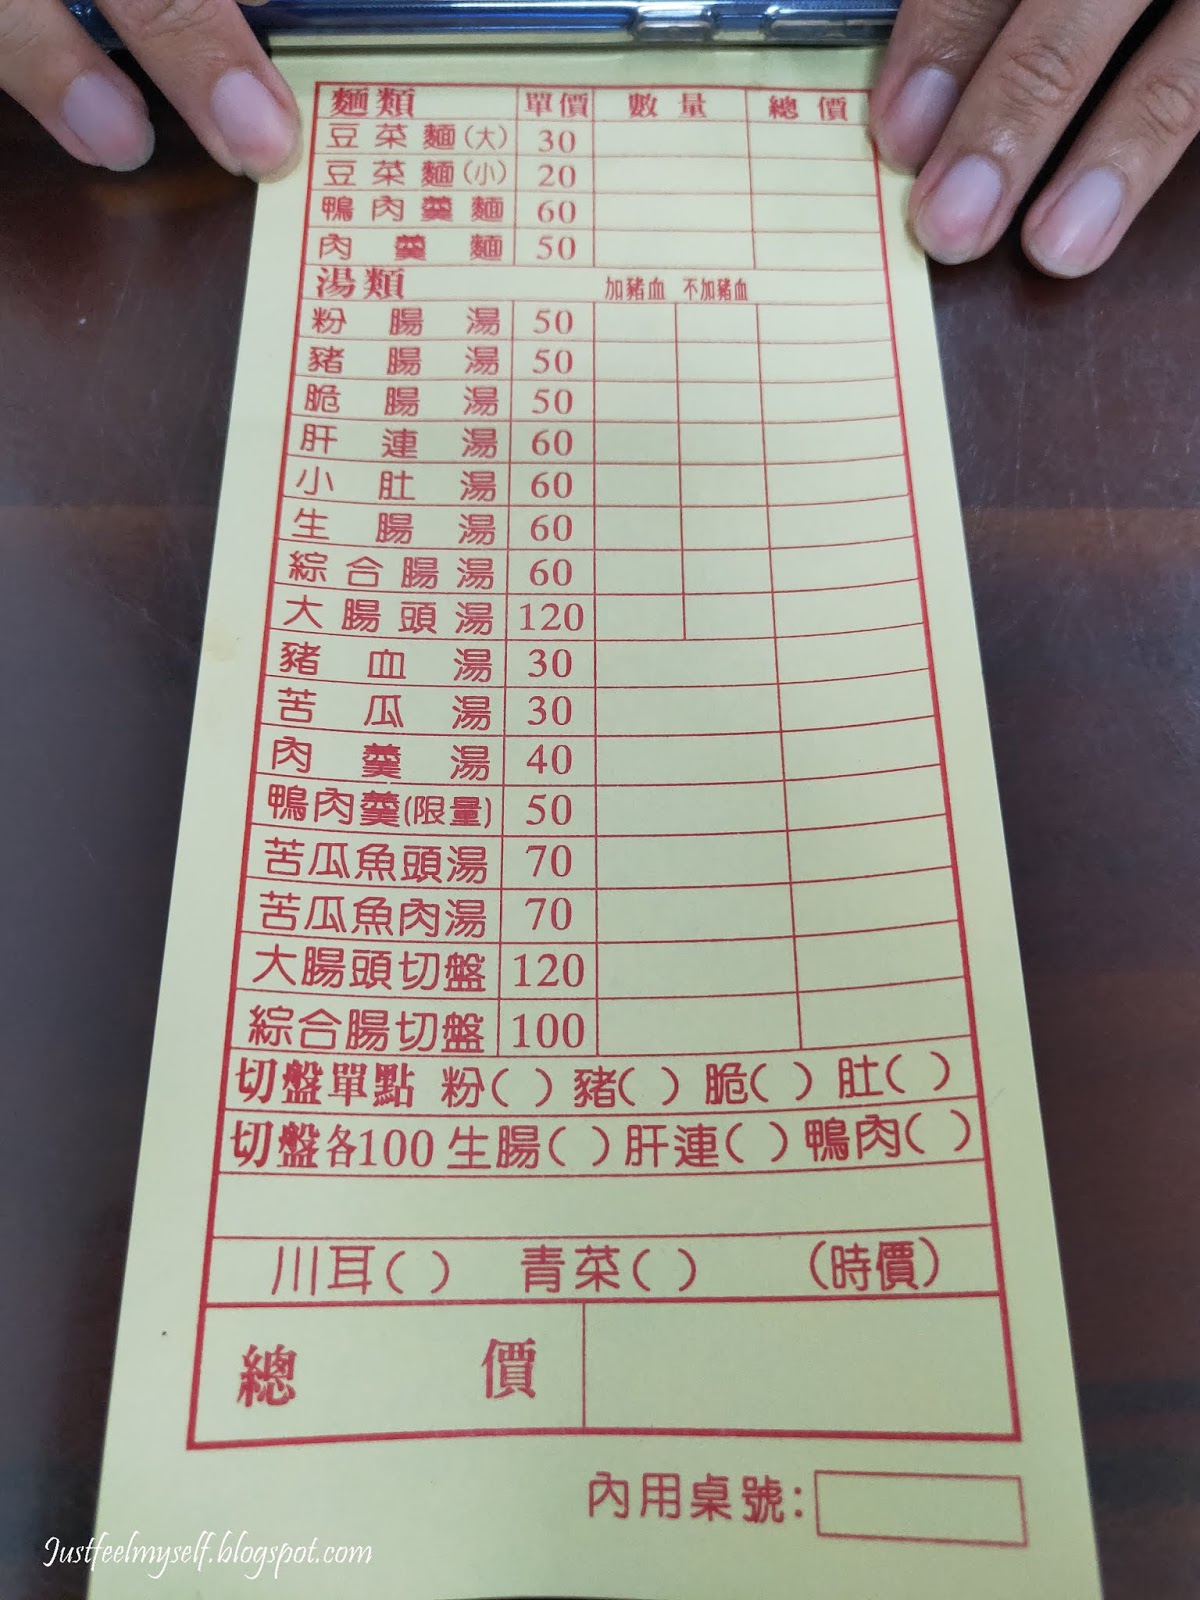 麵類 單價 數量 總價
豆菜麵(大) 30
豆菜麵(小) 20
鴨肉羹麵 60
肉羹麵 50
湯類 加豬血 不加豬血
粉腸湯 50
豬腸湯 50
脆腸湯 50
肝連湯 60
小肚湯 60
生腸湯 60
綜合腸湯 60
大腸頭湯 120
豬血湯 30
苦瓜湯 30
肉羹湯 40
鴨肉羹(限量) 50
苦瓜魚頭湯 70
苦瓜魚肉湯 70
大腸頭切盤 120
綜合腸切盤 100
切盤單點 粉( ) 豬( ) 脆( ) 肚( )
切盤各100 生腸( ) 肝連( ) 鴨肉( )
川耳( ) 青菜( ) (時價)
總價
內用桌號:
Justfeelmyself.blogspot.com